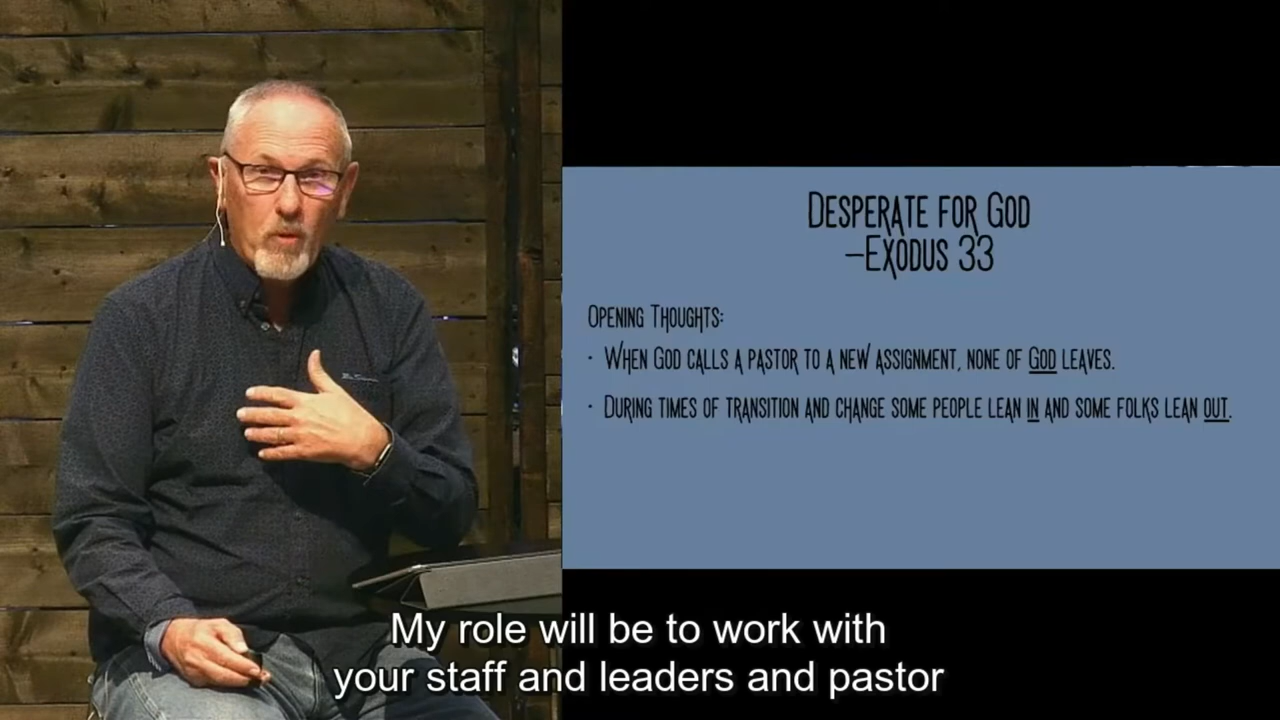 DESPERATE FOR GOD
–EXODUS 33
OPENING THOUGHTS:
• WHEN GOD CALLS A PASTOR TO A NEW ASSIGNMENT, NONE OF GOD LEAVES.
• DURING TIMES OF TRANSITION AND CHANGE SOME PEOPLE LEAN IN AND SOME FOLKS LEAN OUT.
My role will be to work with
your staff and leaders and pastor